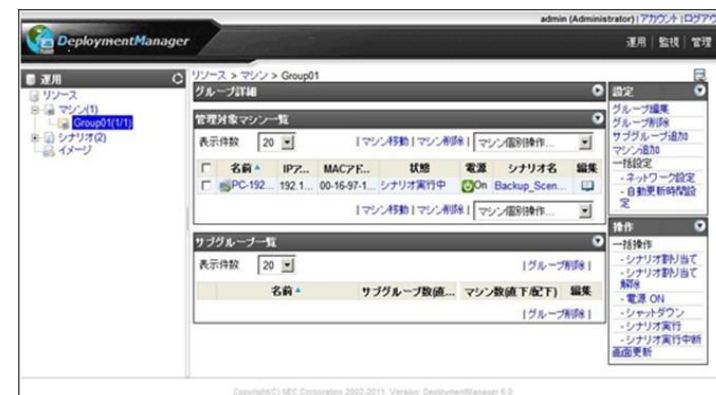 admin (Administrator) | アカウント | ログアウ
DeploymentManager
運用 | 監視 | 管理
運用
リソース
マシン(1)
Group01(1/1)
シナリオ(2)
イメージ
リソース > マシン > Group01
グループ詳細
管理対象マシン一覧
表示件数 20 | マシン移動 | マシン削除 | マシン個別操作...
名前 IPア... MACアド... 状態 電源 シナリオ名 編集
PC-192... 192.1... 00-16-97-1... シナリオ実行中 On Backup_Scen...
| マシン移動 | マシン削除 | マシン個別操作...
サブグループ一覧
表示件数 20 | グループ削除 |
名前 サブグループ数(直... マシン数(直下/配下) 編集
| グループ削除 |
設定
グループ編集
グループ削除
サブグループ追加
マシン追加
一括設定
- ネットワーク設定
- 自動更新時間設
定
操作
一括操作
- シナリオ割り当て
- シナリオ割り当て
解除
- 電源 ON
- シャットダウン
- シナリオ実行
- シナリオ実行中断
画面更新
Copyright(C) NEC Corporation 2002-2011. Version: DeploymentManager 6.0